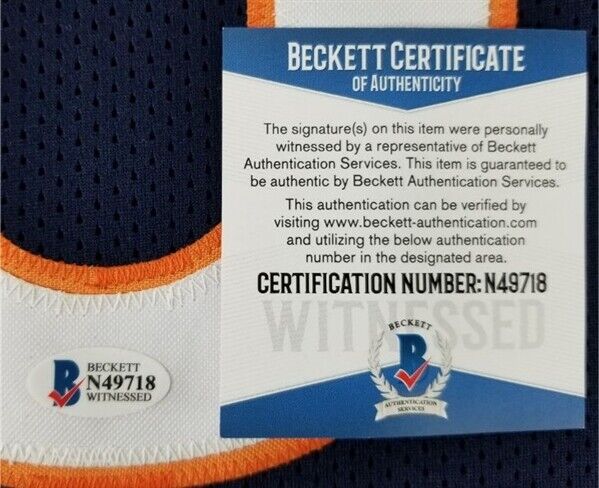 BECKETT CERTIFICATE
OF AUTHENTICITY
The signature(s) on this item were personally
witnessed by a representative of Beckett
Authentication Services. This item is guaranteed to
be authentic by Beckett Authentication Services.
This authentication can be verified by
visiting www.beckett-authentication.com
and utilizing the below authentication
number in the designated area.
CERTIFICATION NUMBER: N49718
WITNESSED
BECKETT
B
AUTHENTICATION
SERVICES
B
BECKETT
N49718
WITNESSED